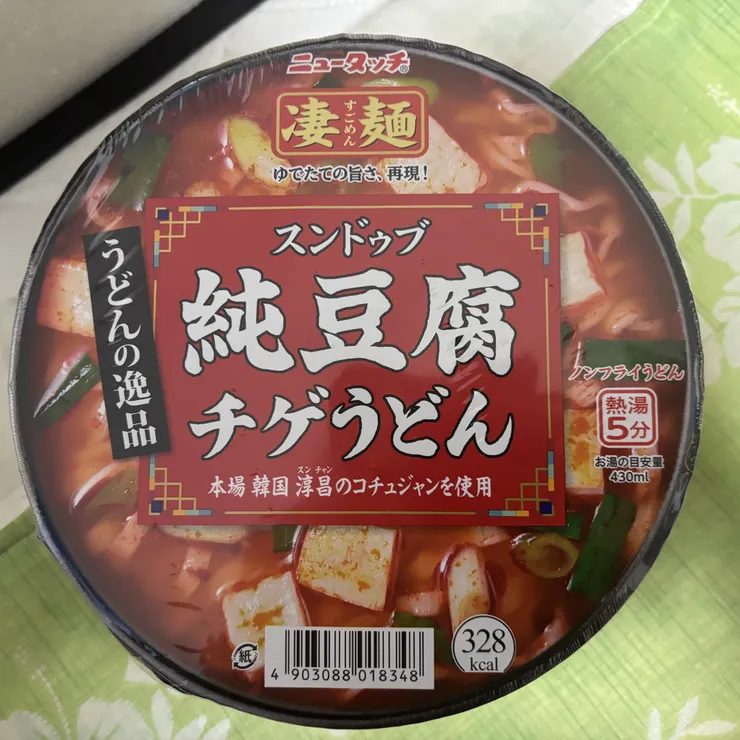 ニュータッチ®
すごめん
凄麺
ゆでたての旨さ、再現!
スンドゥブ
純豆腐
チゲうどん
スン チャン
本場 韓国 淳昌のコチュジャンを使用
うどんの逸品
ノンフライうどん
熱湯
5分
お湯の目安量
430ml
紙
4 903088 018348
328
kcal